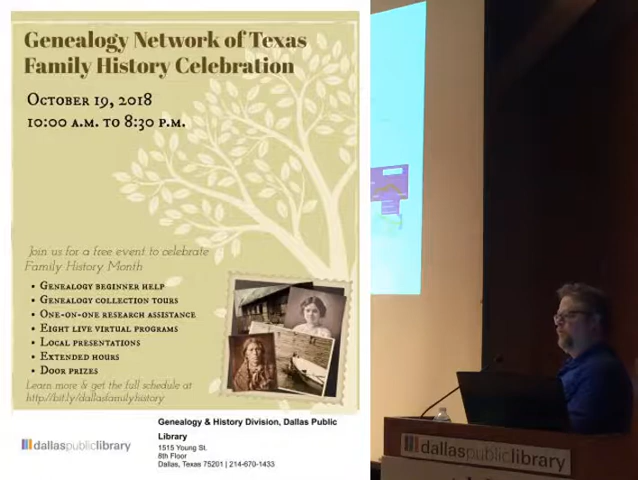 Genealogy Network of Texas
Family History Celebration
October 19, 2018
10:00 a.m. to 8:30 p.m.
Join us for a free event to celebrate
Family History Month
• Genealogy beginner help
• Genealogy collection tours
• One-on-one research assistance
• Eight live virtual programs
• Local presentations
• Extended hours
• Door prizes
Learn more & get the full schedule at
http://bit.ly/dallasfamilyhistory
dallaspubliclibrary
Genealogy & History Division, Dallas Public
Library
1515 Young St.
8th Floor
Dallas, Texas 75201 | 214-670-1433
dallaspubliclibrary